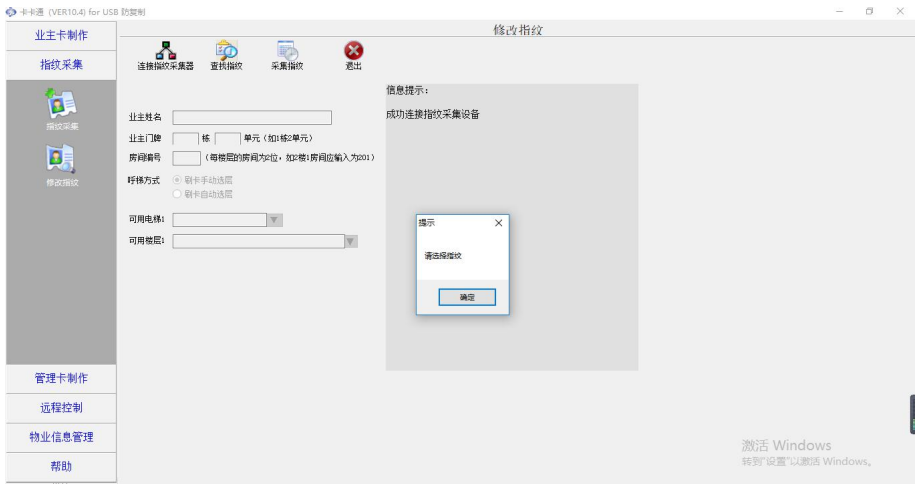 卡卡通 (VER10.4) for USB 防复制
业主卡制作
指纹采集
指纹采集
修改指纹
管理卡制作
远程控制
物业信息管理
帮助
修改指纹
连接指纹采集器 查找指纹 采集指纹 退出
业主姓名
业主门牌 栋 单元（如1栋2单元）
房间编号 （每楼层的房间为2位，如2楼1房间应输入为201）
呼梯方式 刷卡手动选层
刷卡自动选层
可用电梯1
可用楼层1
信息提示：
成功连接指纹采集设备
提示
请选择指纹
确定
激活 Windows
转到"设置"以激活 Windows。